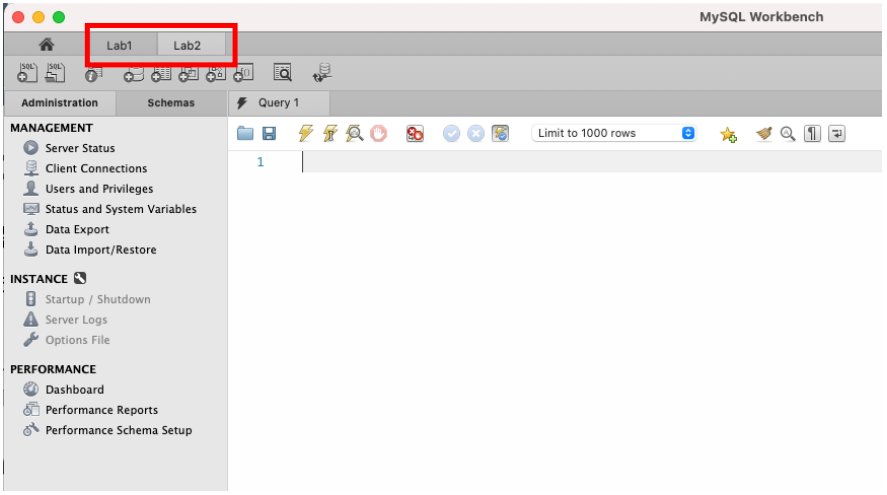 MySQL Workbench
Lab1 Lab2
SQL SQL
Administration Schemas Query 1
MANAGEMENT
Server Status
Client Connections
Users and Privileges
Status and System Variables
Data Export
Data Import/Restore
INSTANCE
Startup / Shutdown
Server Logs
Options File
PERFORMANCE
Dashboard
Performance Reports
Performance Schema Setup
Limit to 1000 rows
1